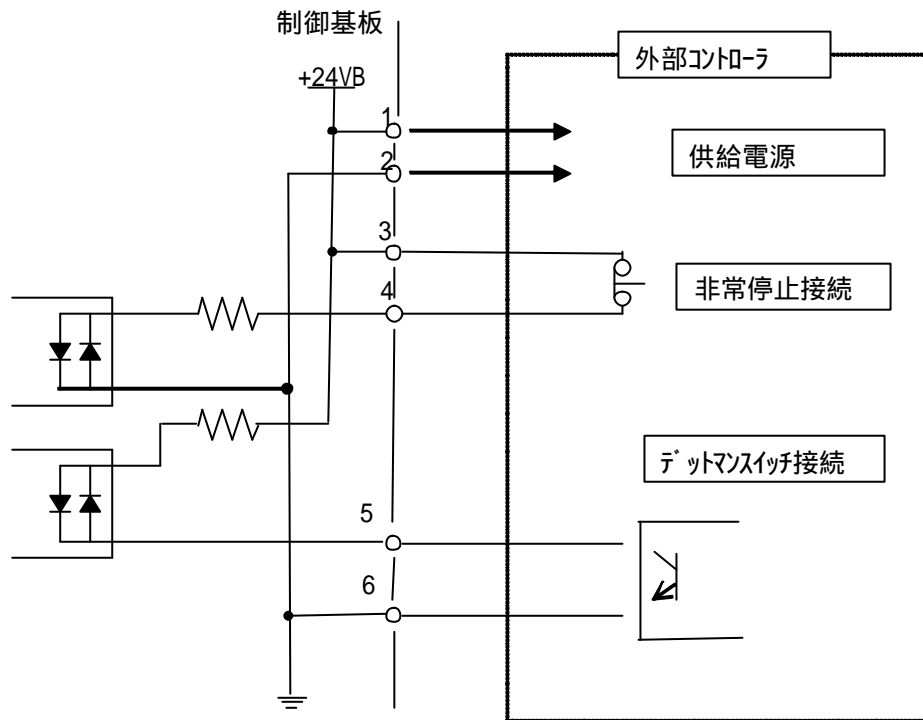 制御基板
外部ｺﾝﾄﾛｰﾗ
+24VB
1
供給電源
2
3
非常停止接続
4
ﾃﾞｯﾄﾏﾝｽｲｯﾁ接続
5
6